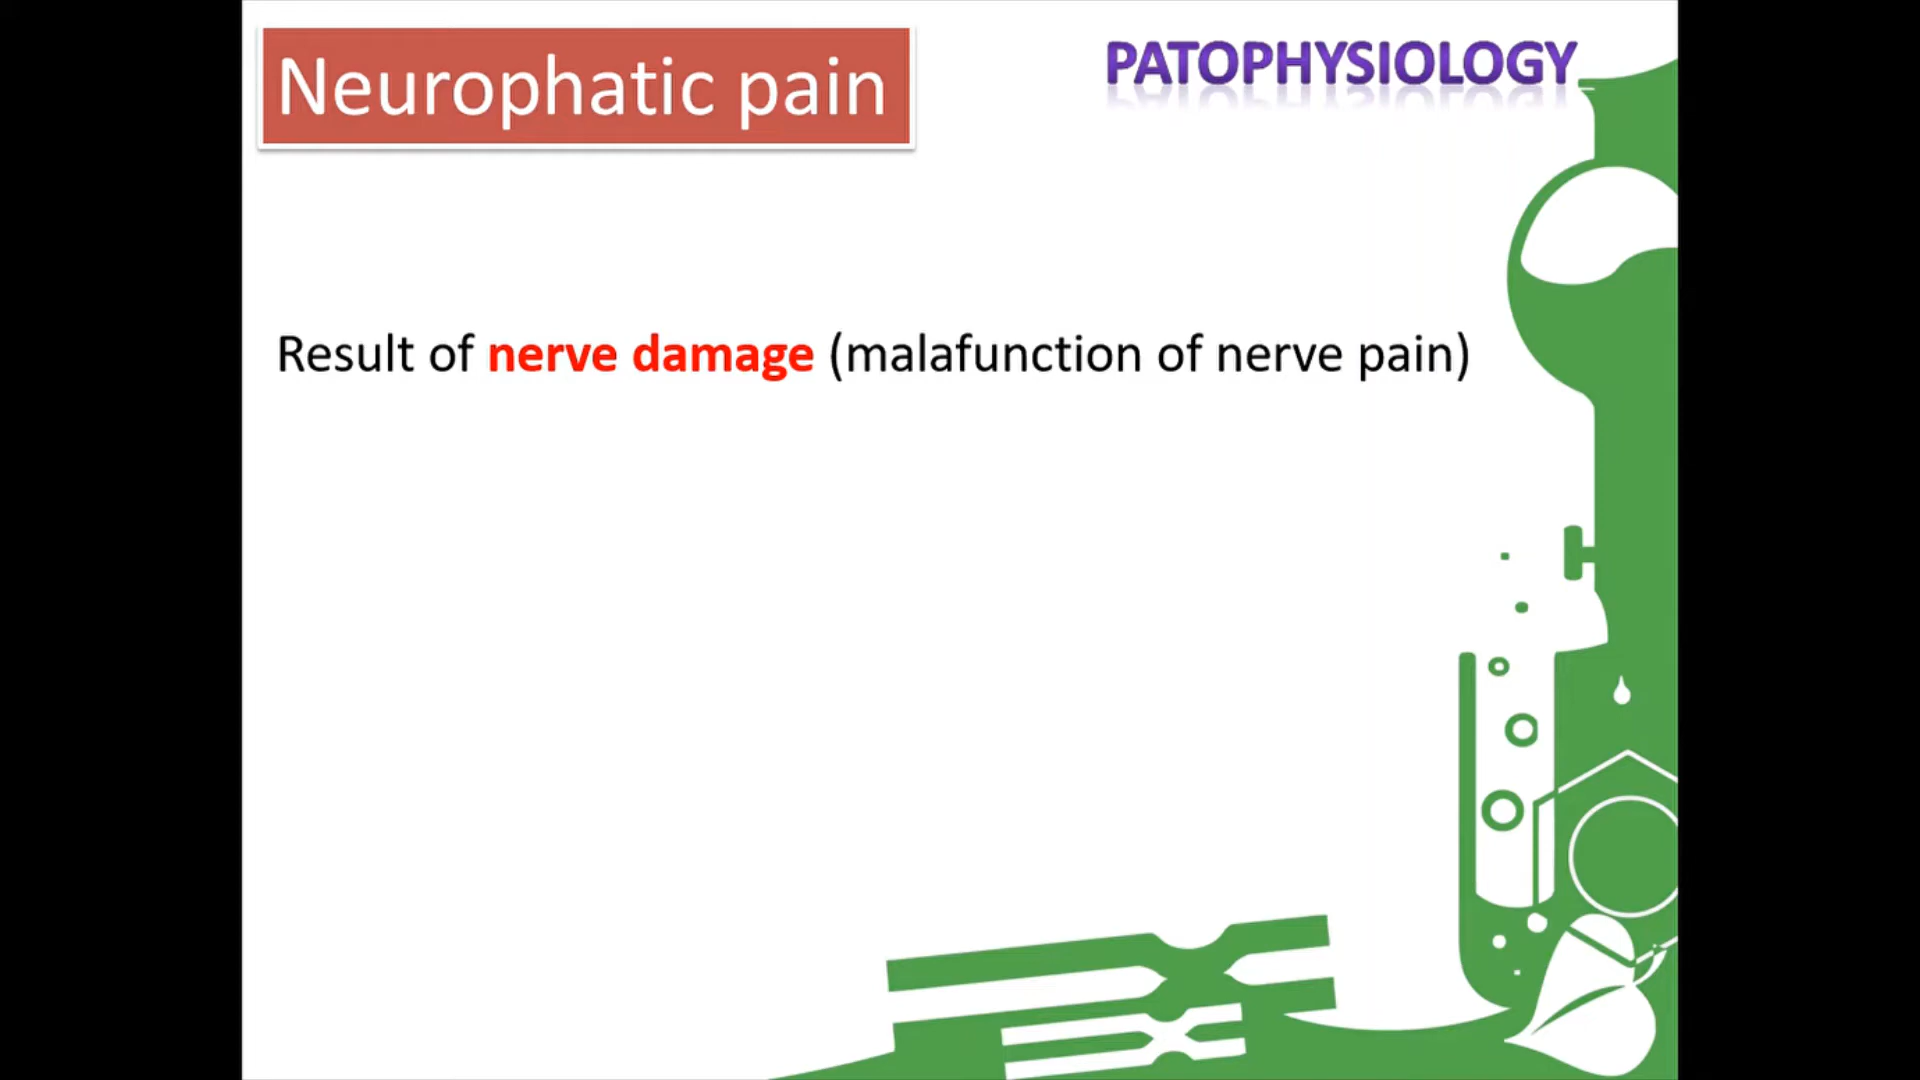 Neurophatic pain
PATOPHYSIOLOGY
Result of nerve damage (malafunction of nerve pain)